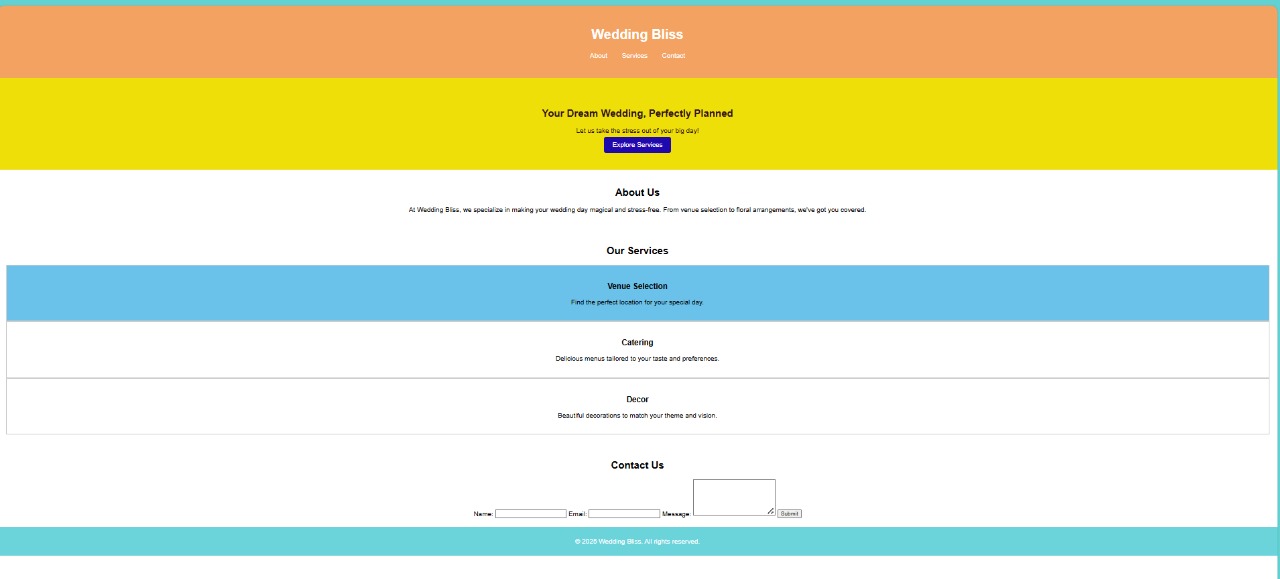 Wedding Bliss
About Services Contact
Your Dream Wedding, Perfectly Planned
Let us take the stress out of your big day!
Explore Services
About Us
At Wedding Bliss, we specialize in making your wedding day magical and stress-free. From venue selection to floral arrangements, we've got you covered.
Our Services
Venue Selection
Find the perfect location for your special day.
Catering
Delicious menus tailored to your taste and preferences.
Decor
Beautiful decorations to match your theme and vision.
Contact Us
Name: Email: Message: Submit
© 2026 Wedding Bliss. All rights reserved.